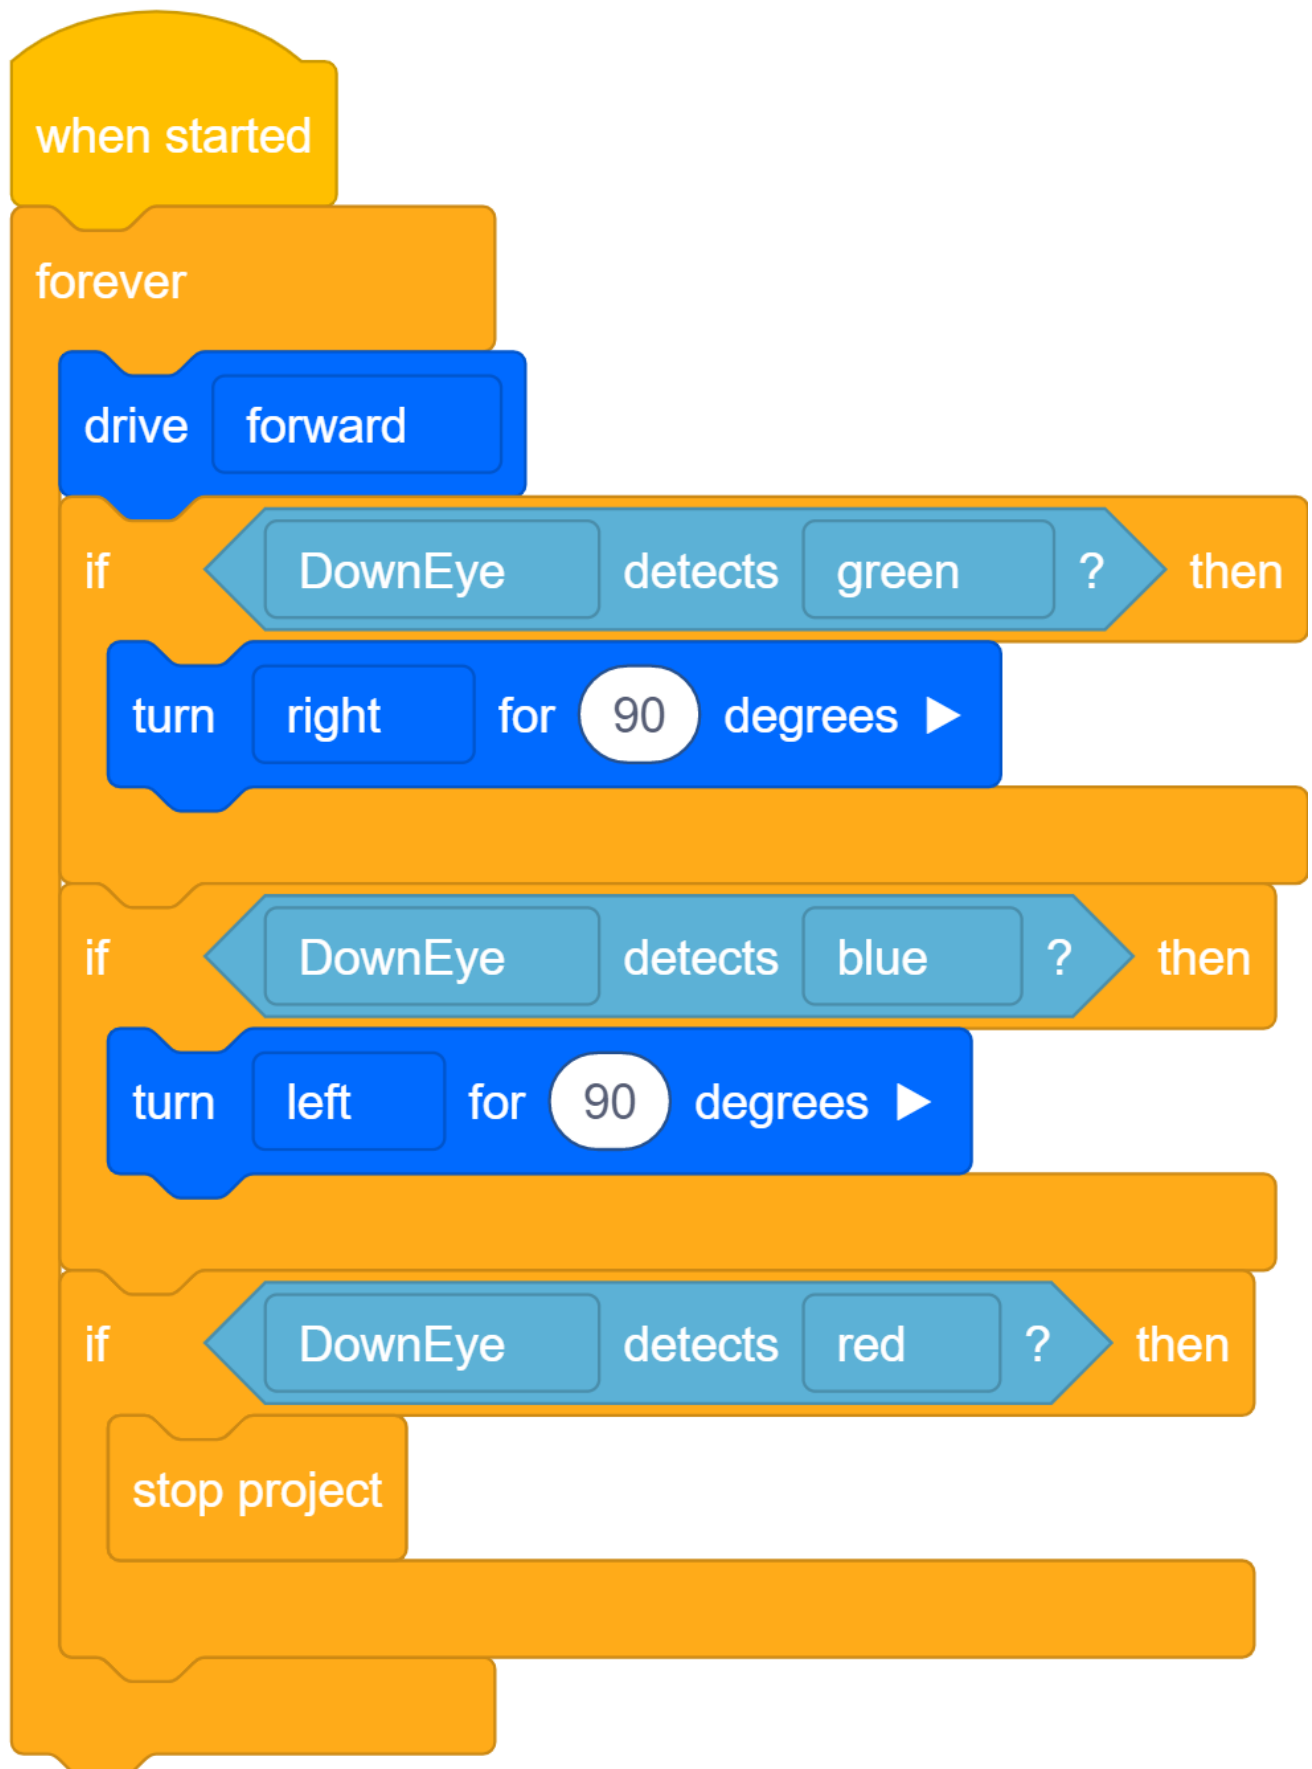 when started
forever
drive forward
if DownEye detects green ? then
turn right for 90 degrees
if DownEye detects blue ? then
turn left for 90 degrees
if DownEye detects red ? then
stop project